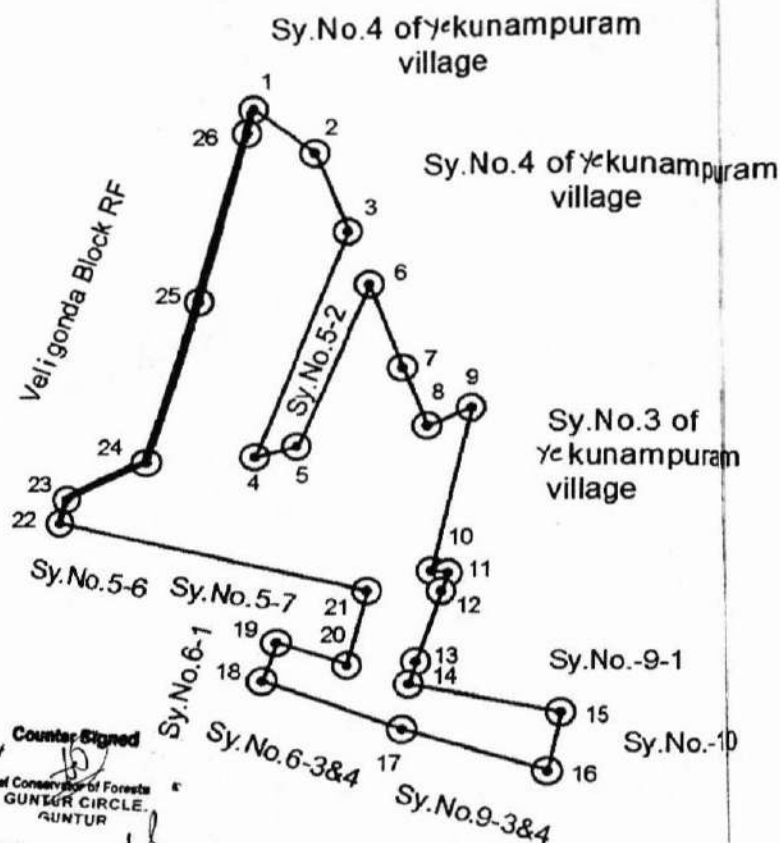 Sy.No.4 of yekunampuram
village
1
26
2
Sy.No.4 of yekunampuram
village
3
Veligonda Block RF
6
25
Sy.No.5-2
7
8
9
Sy.No.3 of
yekunampuram
village
24
4
5
23
22
10
11
12
Sy.No.5-6
Sy.No.5-7
21
19
20
13
14
Sy.No.-9-1
18
Sy.No.6-1
15
Sy.No.-10
17
16
Sy.No.6-3&4
Sy.No.9-3&4
Counter Signed
Conservator of Forests
GUNTUR CIRCLE.
GUNTUR